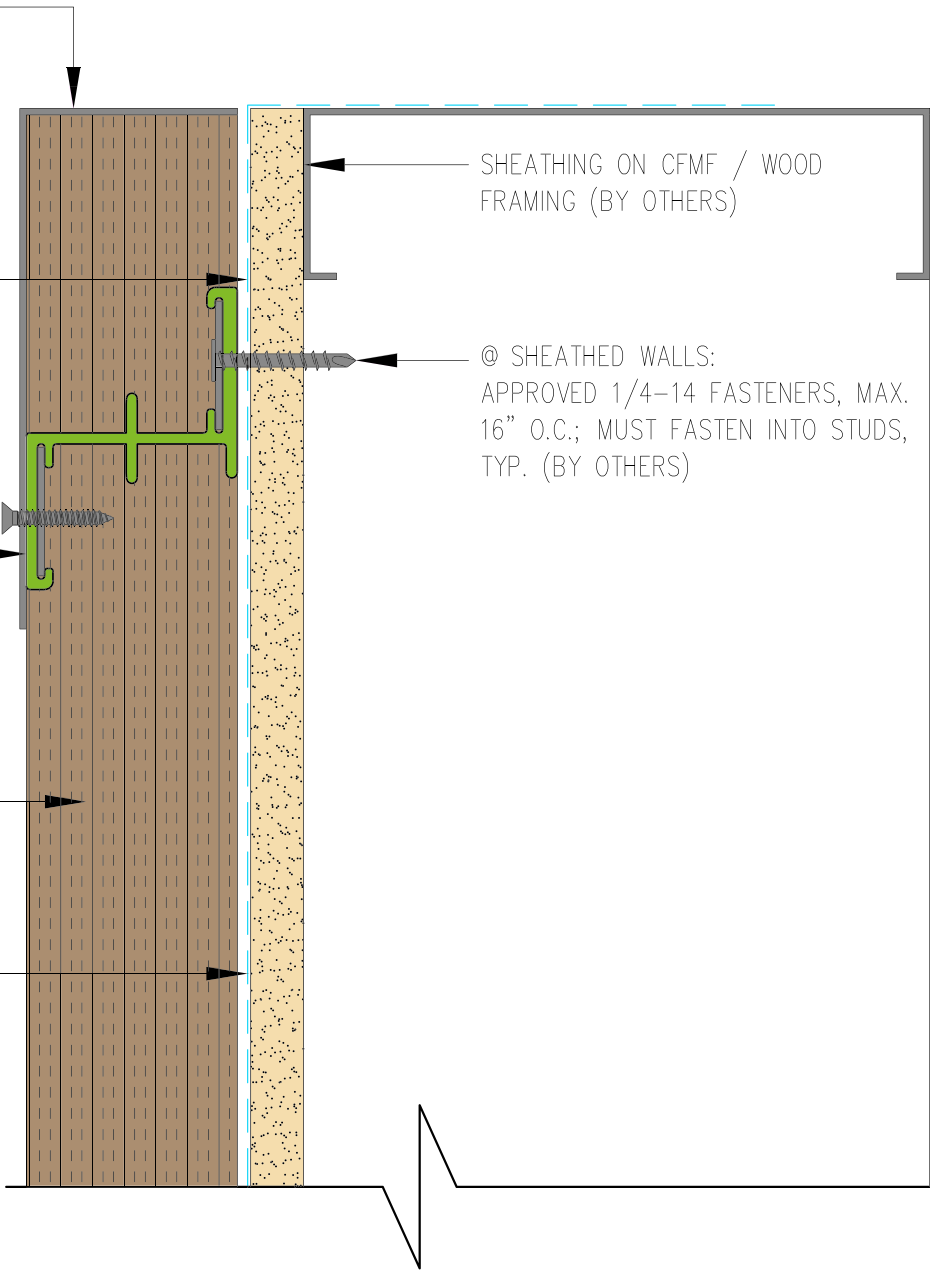 SHEATHING ON CFMF / WOOD
FRAMING (BY OTHERS)
@ SHEATHED WALLS:
APPROVED 1/4-14 FASTENERS, MAX.
16" O.C.; MUST FASTEN INTO STUDS,
TYP. (BY OTHERS)